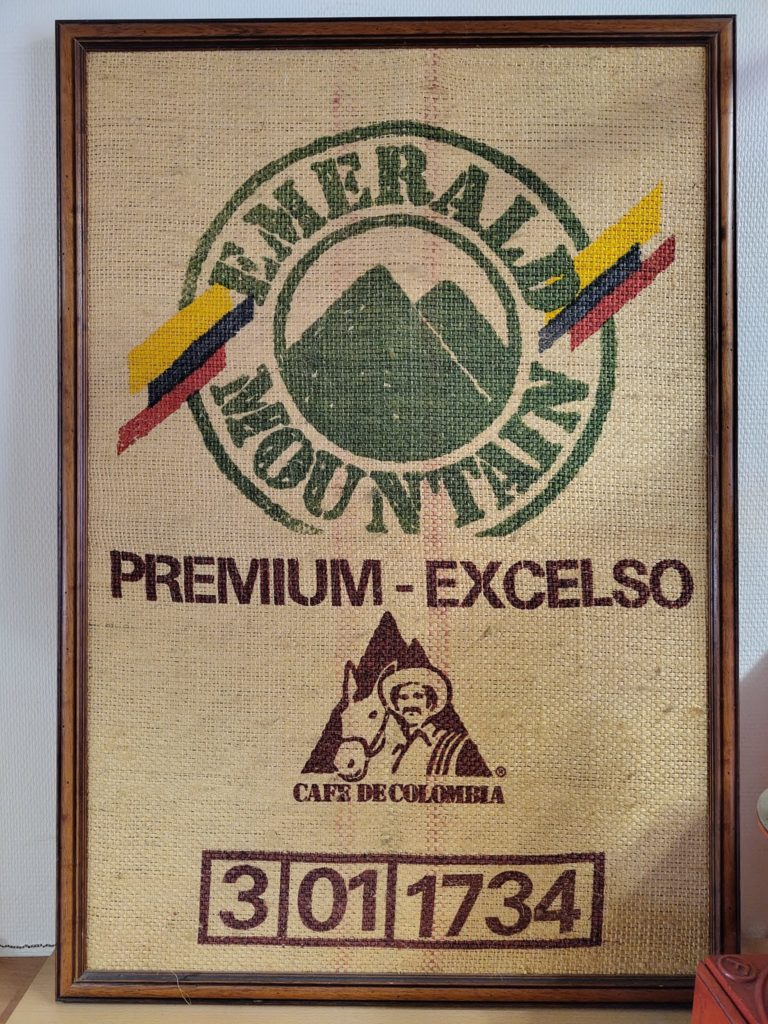 EMERALD
MOUNTAIN
PREMIUM - EXCELSO
®
CAFE DE COLOMBIA
3 01 1734